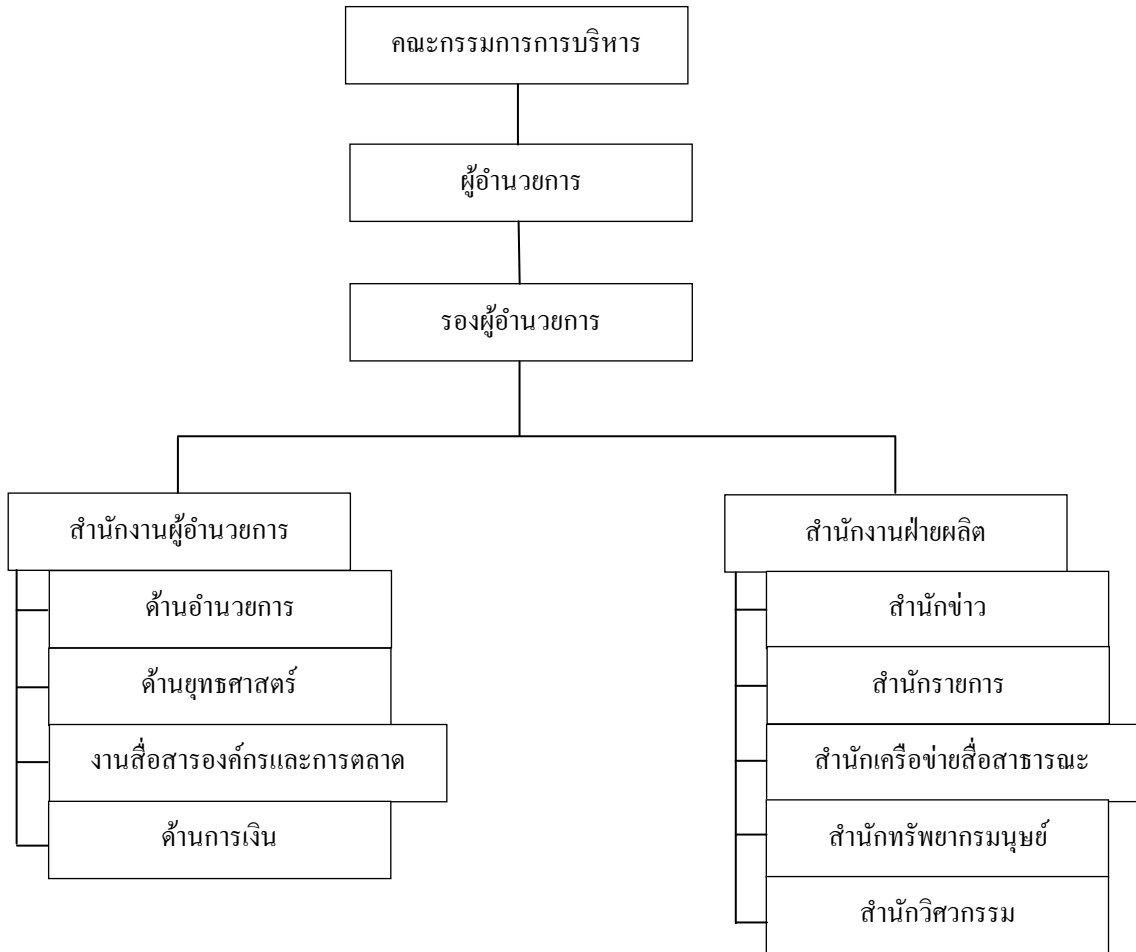 คณะกรรมการการบริหาร
ผู้อำนวยการ
รองผู้อำนวยการ
สำนักงานผู้อำนวยการ
ด้านอำนวยการ
ด้านยุทธศาสตร์
งานสื่อสารองค์กรและการตลาด
ด้านการเงิน
สำนักงานฝ่ายผลิต
สำนักข่าว
สำนักรายการ
สำนักเครือข่ายสื่อสาธารณะ
สำนักทรัพยากรมนุษย์
สำนักวิศวกรรม